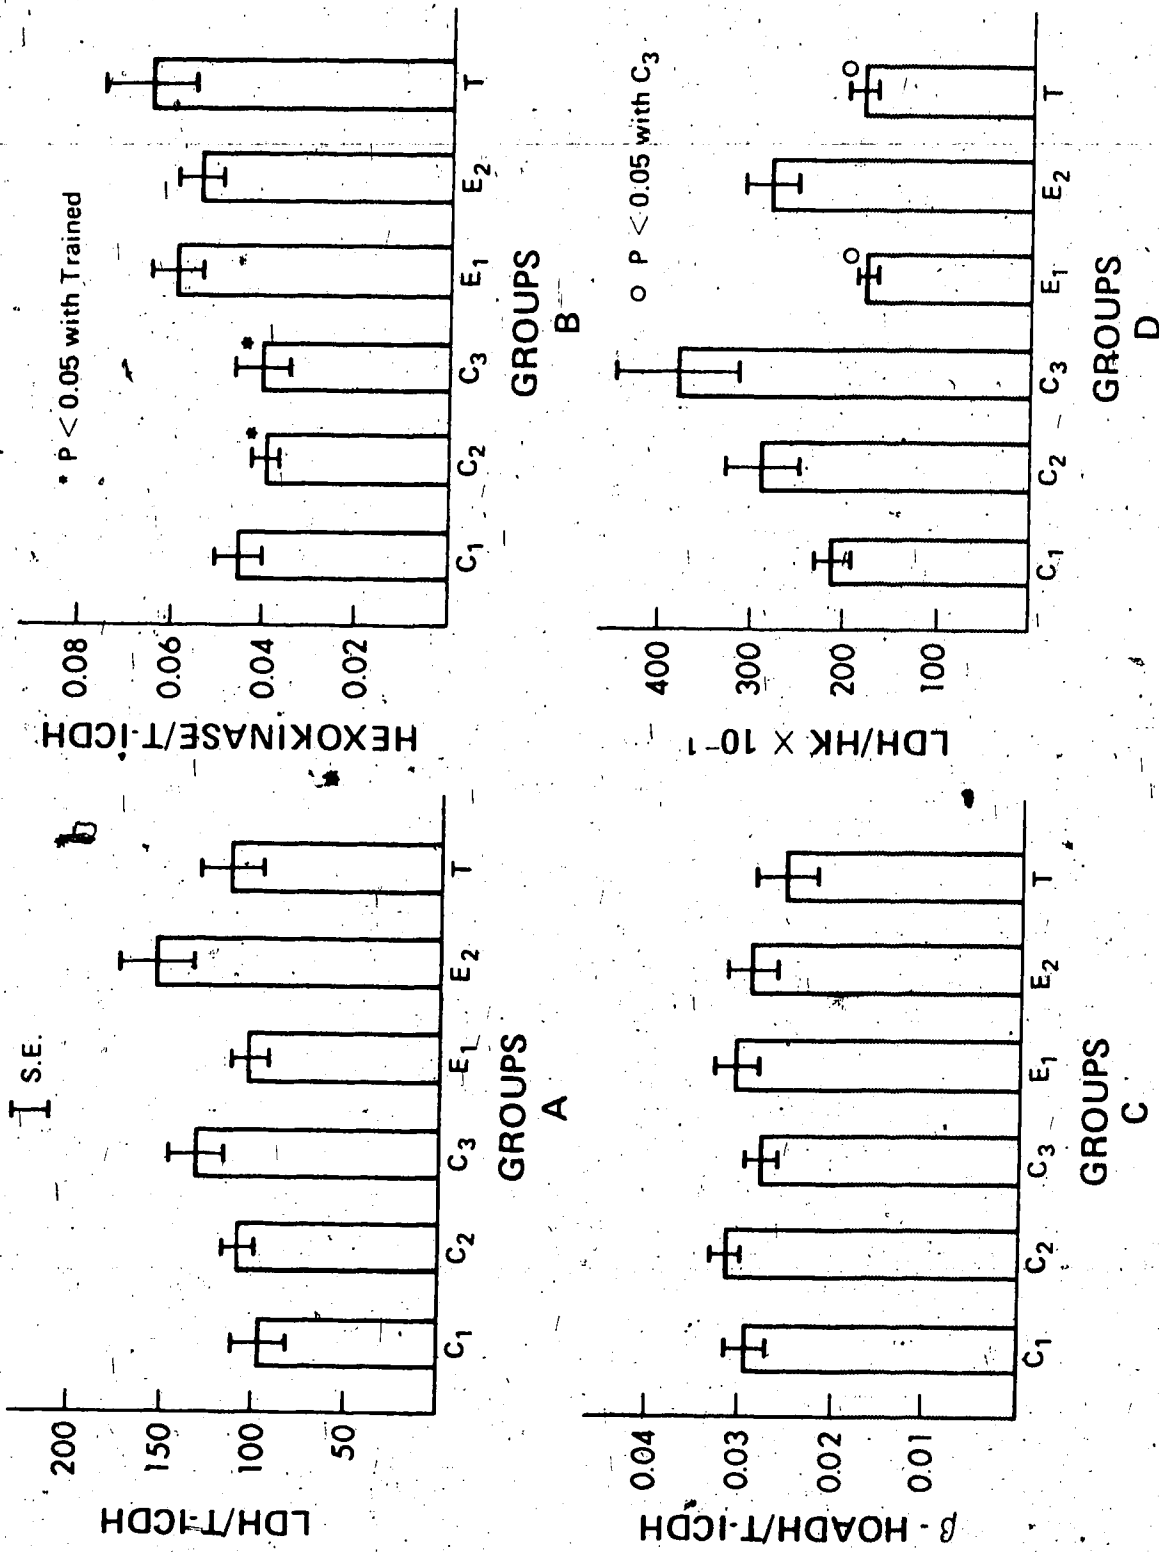 I S.E.
LDH/T-ICDH
200
150
100
50
C1 C2 C3 E1 E2 T
GROUPS
A
* P < 0.05 with Trained
HEXOKINASE/T-ICDH
0.08
0.06
0.04
0.02
* *
C1 C2 C3 E1 E2 T
GROUPS
B
β - HOADH/T-ICDH
0.04
0.03
0.02
0.01
C1 C2 C3 E1 E2 T
GROUPS
C
O P < 0.05 with C3
LDH/HK × 10-1
400
300
200
100
O O
C1 C2 C3 E1 E2 T
GROUPS
D